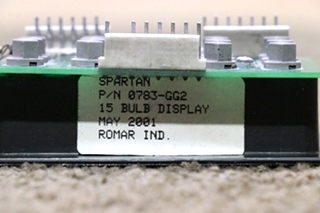 SPARTAN
P/N 0783-GG2
15 BULB DISPLAY
MAY 2001
ROMAR IND.